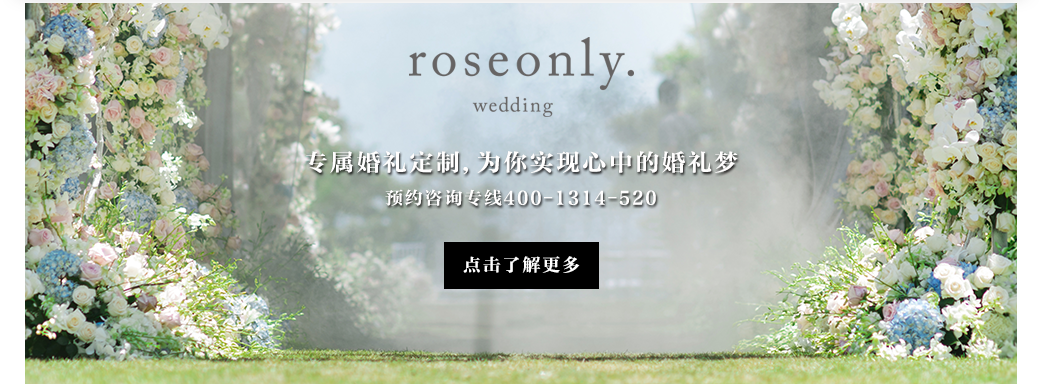 roseonly.
wedding
专属婚礼定制,为你实现心中的婚礼梦
预约咨询专线400-1314-520
点击了解更多